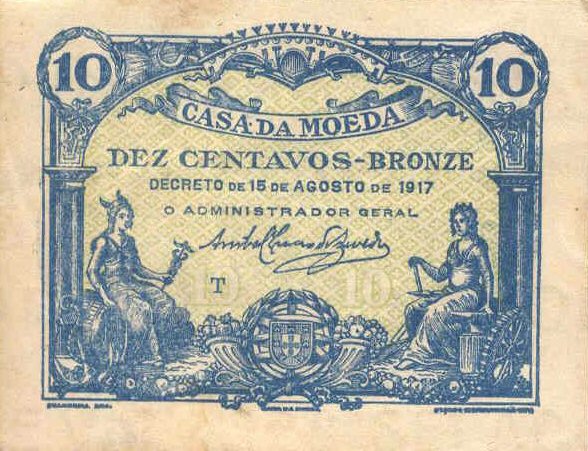 10 10
CASA·DA MOEDA
DEZ CENTAVOS-BRONZE
DECRETO DE 15 DE AGOSTO DE 1917
O ADMINISTRADOR GERAL
T
10 10